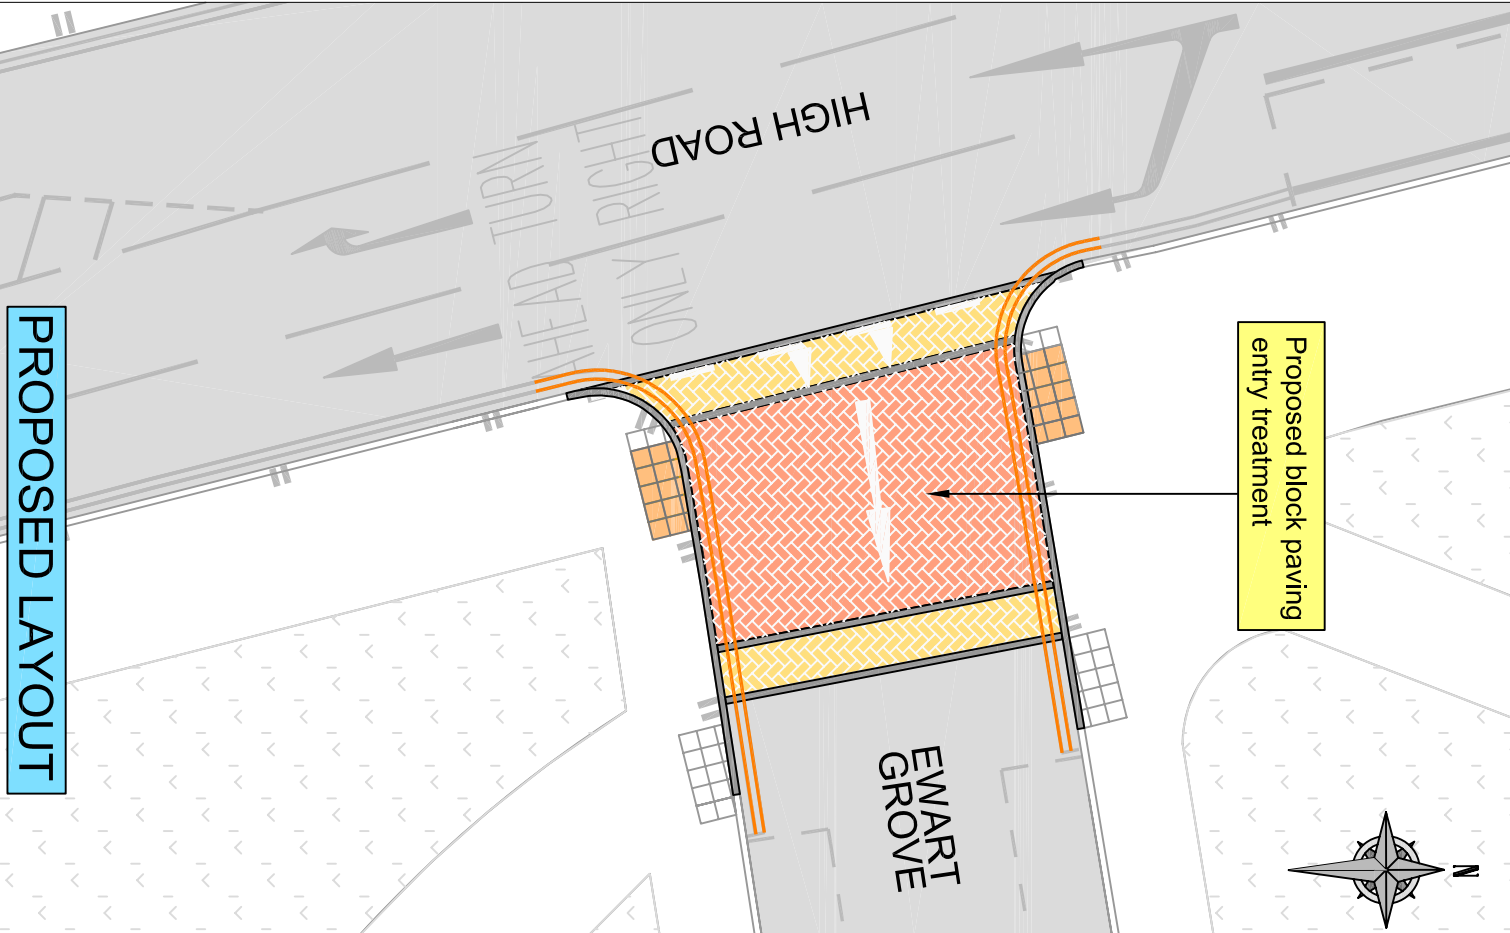 HIGH ROAD
TURN
RIGHT
AHEAD
ONLY
Proposed block paving
entry treatment
EWART
GROVE
PROPOSED LAYOUT
N